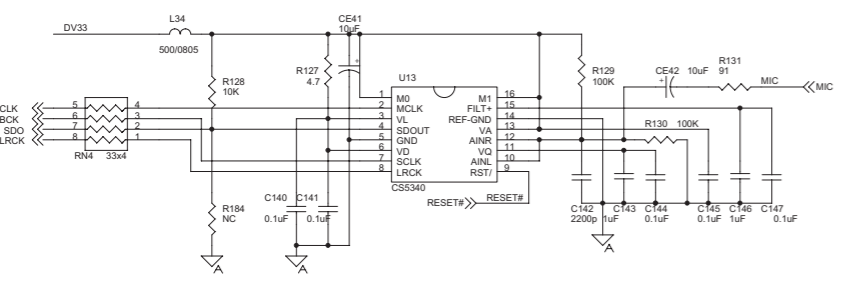 L34
DV33
500/0805
CE41
10uF
R128
10K
R127
4.7
U13
R129
100K
CE42 10uF
R131
91
MIC
MIC
CLK
BCK
SDO
LRCK
5 4
6 3
7 2
8 1
RN4 33x4
1 M0 M1 16
2 MCLK FILT+ 15
3 VL REF-GND 14
4 SDOUT VA 13
5 GND AINR 12
6 VD VQ 11
7 SCLK AINL 10
8 LRCK RST/ 9
CS5340
R130 100K
RESET# RESET#
R184
NC
C140 C141
0.1uF 0.1uF
C142 C143 C144 C145 C146 C147
2200p 1uF 0.1uF 0.1uF 1uF 0.1uF
A
A
A